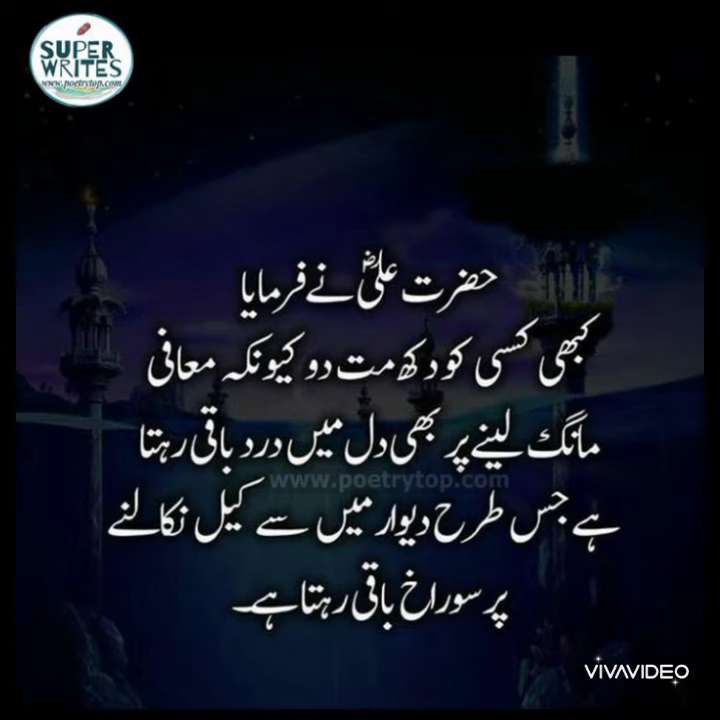 SUPER
WRITES
www.poetrytop.com
حضرت علیؓ نے فرمایا
کبھی کسی کو دکھ مت دو کیونکہ معافی
مانگ لینے پر بھی دل میں درد باقی رہتا
www.poetrytop.com
ہے جس طرح دیوار میں سے کیل نکالنے
پر سوراخ باقی رہتا ہے۔
VIVAVIDEO